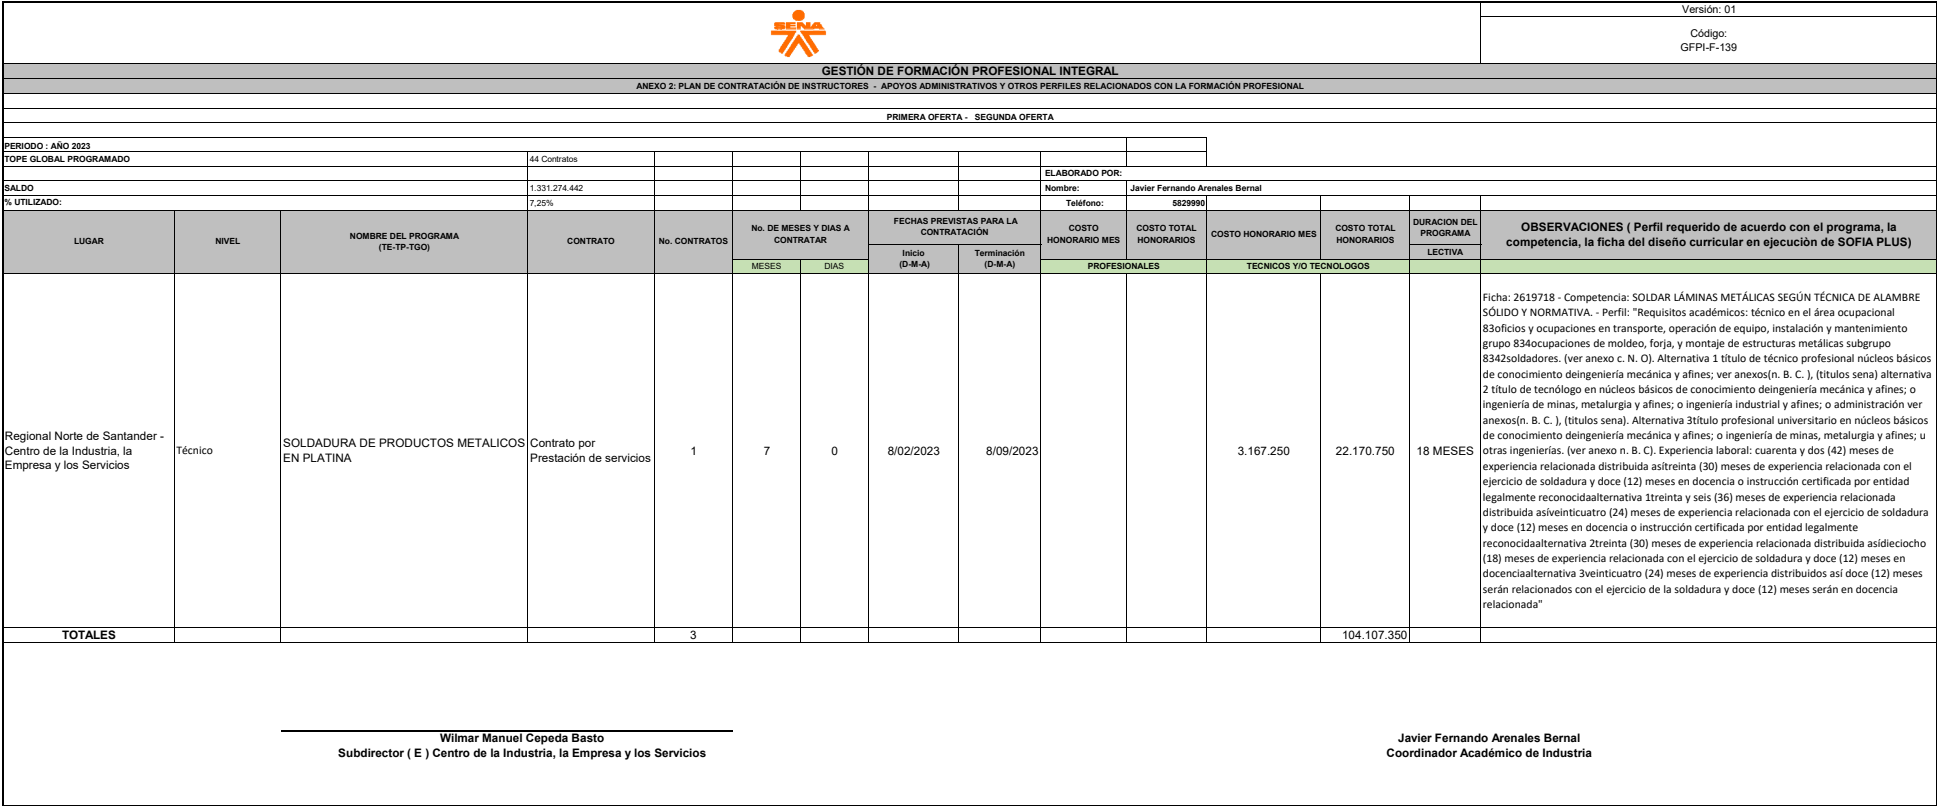 SENA
Versión: 01
Código:
GFPI-F-139
GESTIÓN DE FORMACIÓN PROFESIONAL INTEGRAL
ANEXO 2: PLAN DE CONTRATACIÓN DE INSTRUCTORES - APOYOS ADMINISTRATIVOS Y OTROS PERFILES RELACIONADOS CON LA FORMACIÓN PROFESIONAL
PRIMERA OFERTA - SEGUNDA OFERTA
PERIODO : AÑO 2023
TOPE GLOBAL PROGRAMADO 44 Contratos
ELABORADO POR:
SALDO 1.331.274.442 Nombre: Javier Fernando Arenales Bernal
% UTILIZADO: 7,25% Teléfono: 5829990
LUGAR
NIVEL
NOMBRE DEL PROGRAMA
(TE-TP-TGO)
CONTRATO
No. CONTRATOS
No. DE MESES Y DIAS A
CONTRATAR
MESES
DIAS
FECHAS PREVISTAS PARA LA
CONTRATACIÓN
Inicio
(D-M-A)
Terminación
(D-M-A)
COSTO
HONORARIO MES
COSTO TOTAL
HONORARIOS
PROFESIONALES
COSTO HONORARIO MES
COSTO TOTAL
HONORARIOS
TECNICOS Y/O TECNOLOGOS
DURACION DEL
PROGRAMA
LECTIVA
OBSERVACIONES ( Perfil requerido de acuerdo con el programa, la
competencia, la ficha del diseño curricular en ejecuciòn de SOFIA PLUS)
Regional Norte de Santander -
Centro de la Industria, la
Empresa y los Servicios
Técnico
SOLDADURA DE PRODUCTOS METALICOS
EN PLATINA
Contrato por
Prestación de servicios
1
7
0
8/02/2023
8/09/2023
3.167.250
22.170.750
18 MESES
Ficha: 2619718 - Competencia: SOLDAR LÁMINAS METÁLICAS SEGÚN TÉCNICA DE ALAMBRE
SÓLIDO Y NORMATIVA. - Perfil: "Requisitos académicos: técnico en el área ocupacional
83oficios y ocupaciones en transporte, operación de equipo, instalación y mantenimiento
grupo 834ocupaciones de moldeo, forja, y montaje de estructuras metálicas subgrupo
8342soldadores. (ver anexo c. N. O). Alternativa 1 título de técnico profesional núcleos básicos
de conocimiento deingeniería mecánica y afines; ver anexos(n. B. C. ), (titulos sena) alternativa
2 título de tecnólogo en núcleos básicos de conocimiento deingeniería mecánica y afines; o
ingeniería de minas, metalurgia y afines; o ingeniería industrial y afines; o administración ver
anexos(n. B. C. ), (titulos sena). Alternativa 3título profesional universitario en núcleos básicos
de conocimiento deingeniería mecánica y afines; o ingeniería de minas, metalurgia y afines; u
otras ingenierías. (ver anexo n. B. C). Experiencia laboral: cuarenta y dos (42) meses de
experiencia relacionada distribuida asítreinta (30) meses de experiencia relacionada con el
ejercicio de soldadura y doce (12) meses en docencia o instrucción certificada por entidad
legalmente reconocidaalternativa 1treinta y seis (36) meses de experiencia relacionada
distribuida asíveinticuatro (24) meses de experiencia relacionada con el ejercicio de soldadura
y doce (12) meses en docencia o instrucción certificada por entidad legalmente
reconocidaalternativa 2treinta (30) meses de experiencia relacionada distribuida asídieciocho
(18) meses de experiencia relacionada con el ejercicio de soldadura y doce (12) meses en
docenciaalternativa 3veinticuatro (24) meses de experiencia distribuidos así doce (12) meses
serán relacionados con el ejercicio de la soldadura y doce (12) meses serán en docencia
relacionada"
TOTALES 3 104.107.350
Wilmar Manuel Cepeda Basto
Subdirector ( E ) Centro de la Industria, la Empresa y los Servicios
Javier Fernando Arenales Bernal
Coordinador Académico de Industria